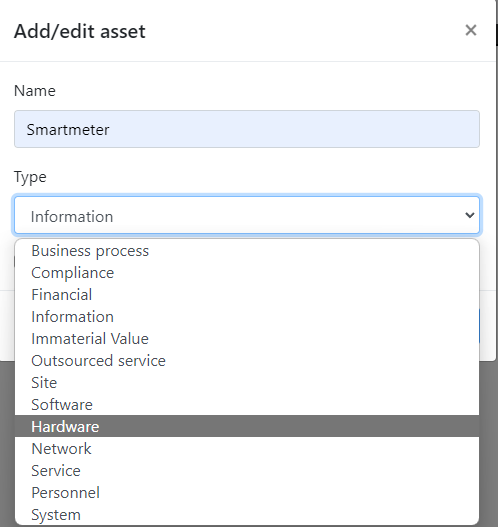 Add/edit asset
×
Name
Smartmeter
Type
Information
Business process
Compliance
Financial
Information
Immaterial Value
Outsourced service
Site
Software
Hardware
Network
Service
Personnel
System